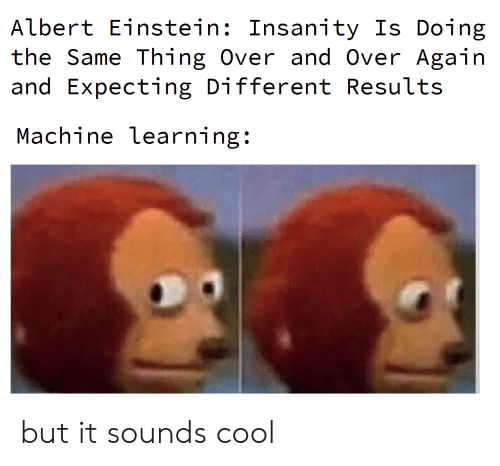 Albert Einstein: Insanity Is Doing
the Same Thing Over and Over Again
and Expecting Different Results
Machine learning:
but it sounds cool